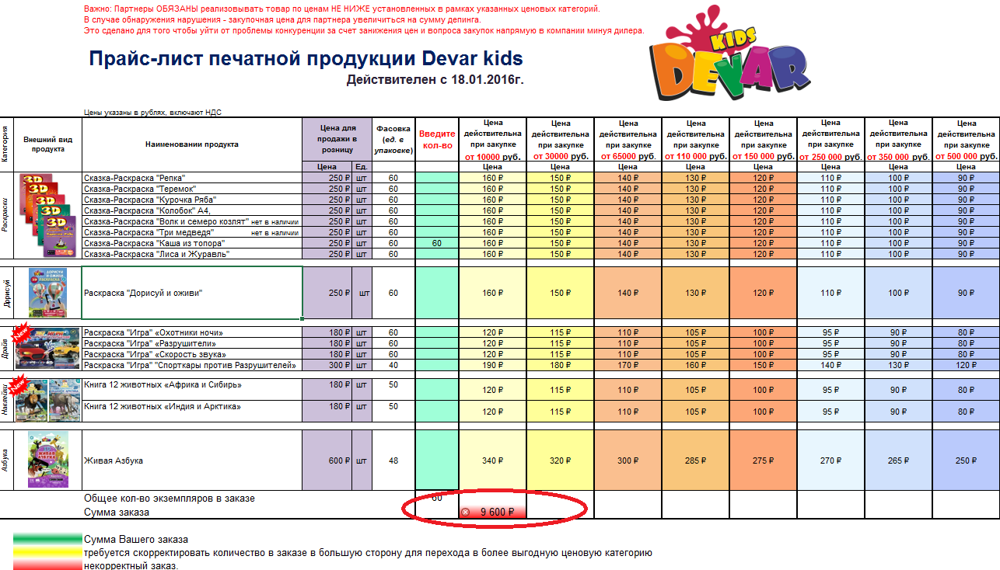 Важно: Партнеры ОБЯЗАНЫ реализовывать товар по ценам НЕ НИЖЕ установленных в рамках указанных ценовых категорий.
В случае обнаружения нарушения - закупочная цена для партнера увеличиться на сумму депинга.
Это сделано для того чтобы уйти от проблемы конкуренции за счет занижения цен и вопроса закупок напрямую в компании минуя дилера.
KIDS
DEVAR
Прайс-лист печатной продукции Devar kids
Действителен с 18.01.2016г.
Цены указаны в рублях, включают НДС
Категория Внешний вид продукта Наименовании продукта Цена для продажи в розницу Фасовка (ед. в упаковке) Введите кол-во Цена действительна при закупке от 10000 руб. Цена действительна при закупке от 30000 руб. Цена действительна при закупке от 65000 руб. Цена действительна при закупке от 110 000 руб. Цена действительна при закупке от 150 000 руб. Цена действительна при закупке от 250 000 руб. Цена действительна при закупке от 350 000 руб. Цена действительна при закупке от 500 000 руб.
Цена Ед. Цена Цена Цена Цена Цена Цена Цена Цена
Раскраски
Сказка-Раскраска "Репка" 250 ₽ шт 60 160 ₽ 150 ₽ 140 ₽ 130 ₽ 120 ₽ 110 ₽ 100 ₽ 90 ₽
Сказка-Раскраска "Теремок" 250 ₽ шт 60 160 ₽ 150 ₽ 140 ₽ 130 ₽ 120 ₽ 110 ₽ 100 ₽ 90 ₽
Сказка-Раскраска "Курочка Ряба" 250 ₽ шт 60 160 ₽ 150 ₽ 140 ₽ 130 ₽ 120 ₽ 110 ₽ 100 ₽ 90 ₽
Сказка-Раскраска "Колобок" А4, 250 ₽ шт 60 160 ₽ 150 ₽ 140 ₽ 130 ₽ 120 ₽ 110 ₽ 100 ₽ 90 ₽
Сказка-Раскраска "Волк и семеро козлят" нет в наличии 250 ₽ шт 60 160 ₽ 150 ₽ 140 ₽ 130 ₽ 120 ₽ 110 ₽ 100 ₽ 90 ₽
Сказка-Раскраска "Три медведя" нет в наличии 250 ₽ шт 60 160 ₽ 150 ₽ 140 ₽ 130 ₽ 120 ₽ 110 ₽ 100 ₽ 90 ₽
Сказка-Раскраска "Каша из топора" 250 ₽ шт 60 60 160 ₽ 150 ₽ 140 ₽ 130 ₽ 120 ₽ 110 ₽ 100 ₽ 90 ₽
Сказка-Раскраска "Лиса и Журавль" 250 ₽ шт 60 160 ₽ 150 ₽ 140 ₽ 130 ₽ 120 ₽ 110 ₽ 100 ₽ 90 ₽
3D
3D
3D
3D
3D
Дорисуй
Раскраска "Дорисуй и оживи" 250 ₽ шт 60 160 ₽ 150 ₽ 140 ₽ 130 ₽ 120 ₽ 110 ₽ 100 ₽ 90 ₽
Драйв
New
Раскраска "Игра" «Охотники ночи» 180 ₽ шт 60 120 ₽ 115 ₽ 110 ₽ 105 ₽ 100 ₽ 95 ₽ 90 ₽ 80 ₽
Раскраска "Игра" «Разрушители» 180 ₽ шт 60 120 ₽ 115 ₽ 110 ₽ 105 ₽ 100 ₽ 95 ₽ 90 ₽ 80 ₽
Раскраска "Игра" «Скорость звука» 180 ₽ шт 60 120 ₽ 115 ₽ 110 ₽ 105 ₽ 100 ₽ 95 ₽ 90 ₽ 80 ₽
Раскраска "Игра" "Спорткары против Разрушителей» 300 ₽ шт 40 190 ₽ 180 ₽ 170 ₽ 160 ₽ 150 ₽ 140 ₽ 130 ₽ 120 ₽
Наклейки
New
Книга 12 животных «Африка и Сибирь» 180 ₽ шт 50 120 ₽ 115 ₽ 110 ₽ 105 ₽ 100 ₽ 95 ₽ 90 ₽ 80 ₽
Книга 12 животных «Индия и Арктика» 180 ₽ шт 50 120 ₽ 115 ₽ 110 ₽ 105 ₽ 100 ₽ 95 ₽ 90 ₽ 80 ₽
Азбука
Живая Азбука 600 ₽ шт 48 340 ₽ 320 ₽ 300 ₽ 285 ₽ 275 ₽ 270 ₽ 265 ₽ 250 ₽
Общее кол-во экземпляров в заказе 60
Сумма заказа 9 600 ₽
Сумма Вашего заказа
требуется скорректировать количество в заказе в большую сторону для перехода в более выгодную ценовую категорию
некорректный заказ.